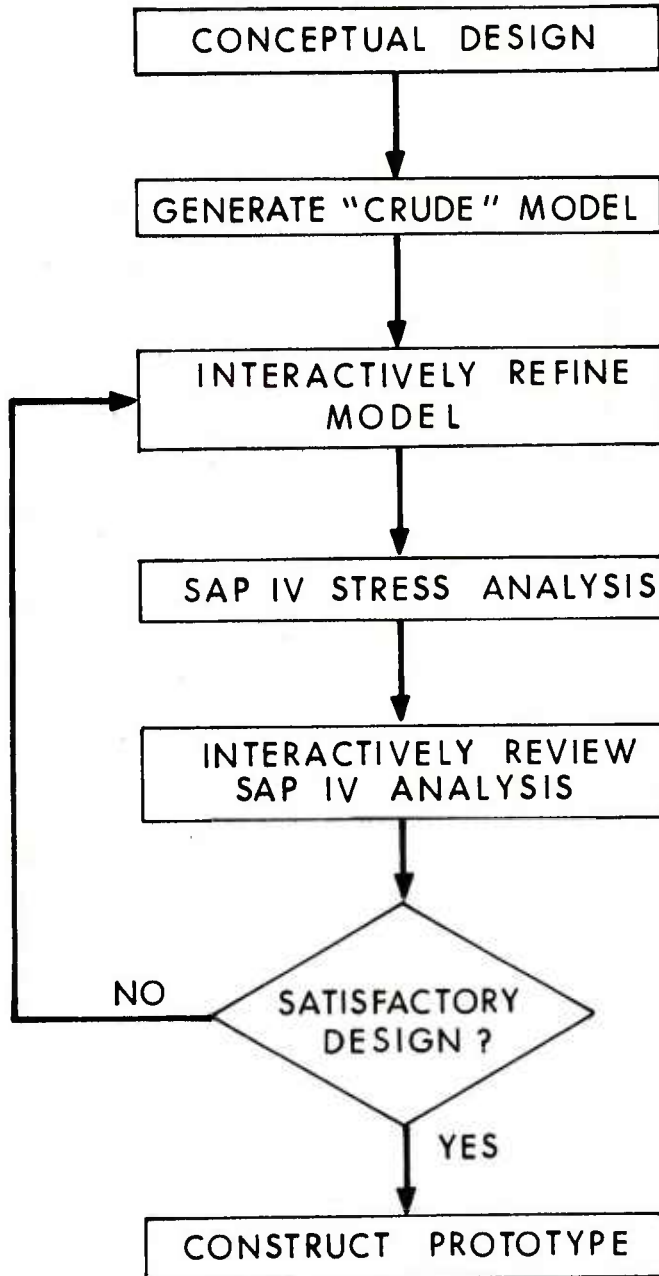 CONCEPTUAL DESIGN
GENERATE "CRUDE" MODEL
INTERACTIVELY REFINE
MODEL
SAP IV STRESS ANALYSIS
INTERACTIVELY REVIEW
SAP IV ANALYSIS
SATISFACTORY
DESIGN ?
NO
YES
CONSTRUCT PROTOTYPE